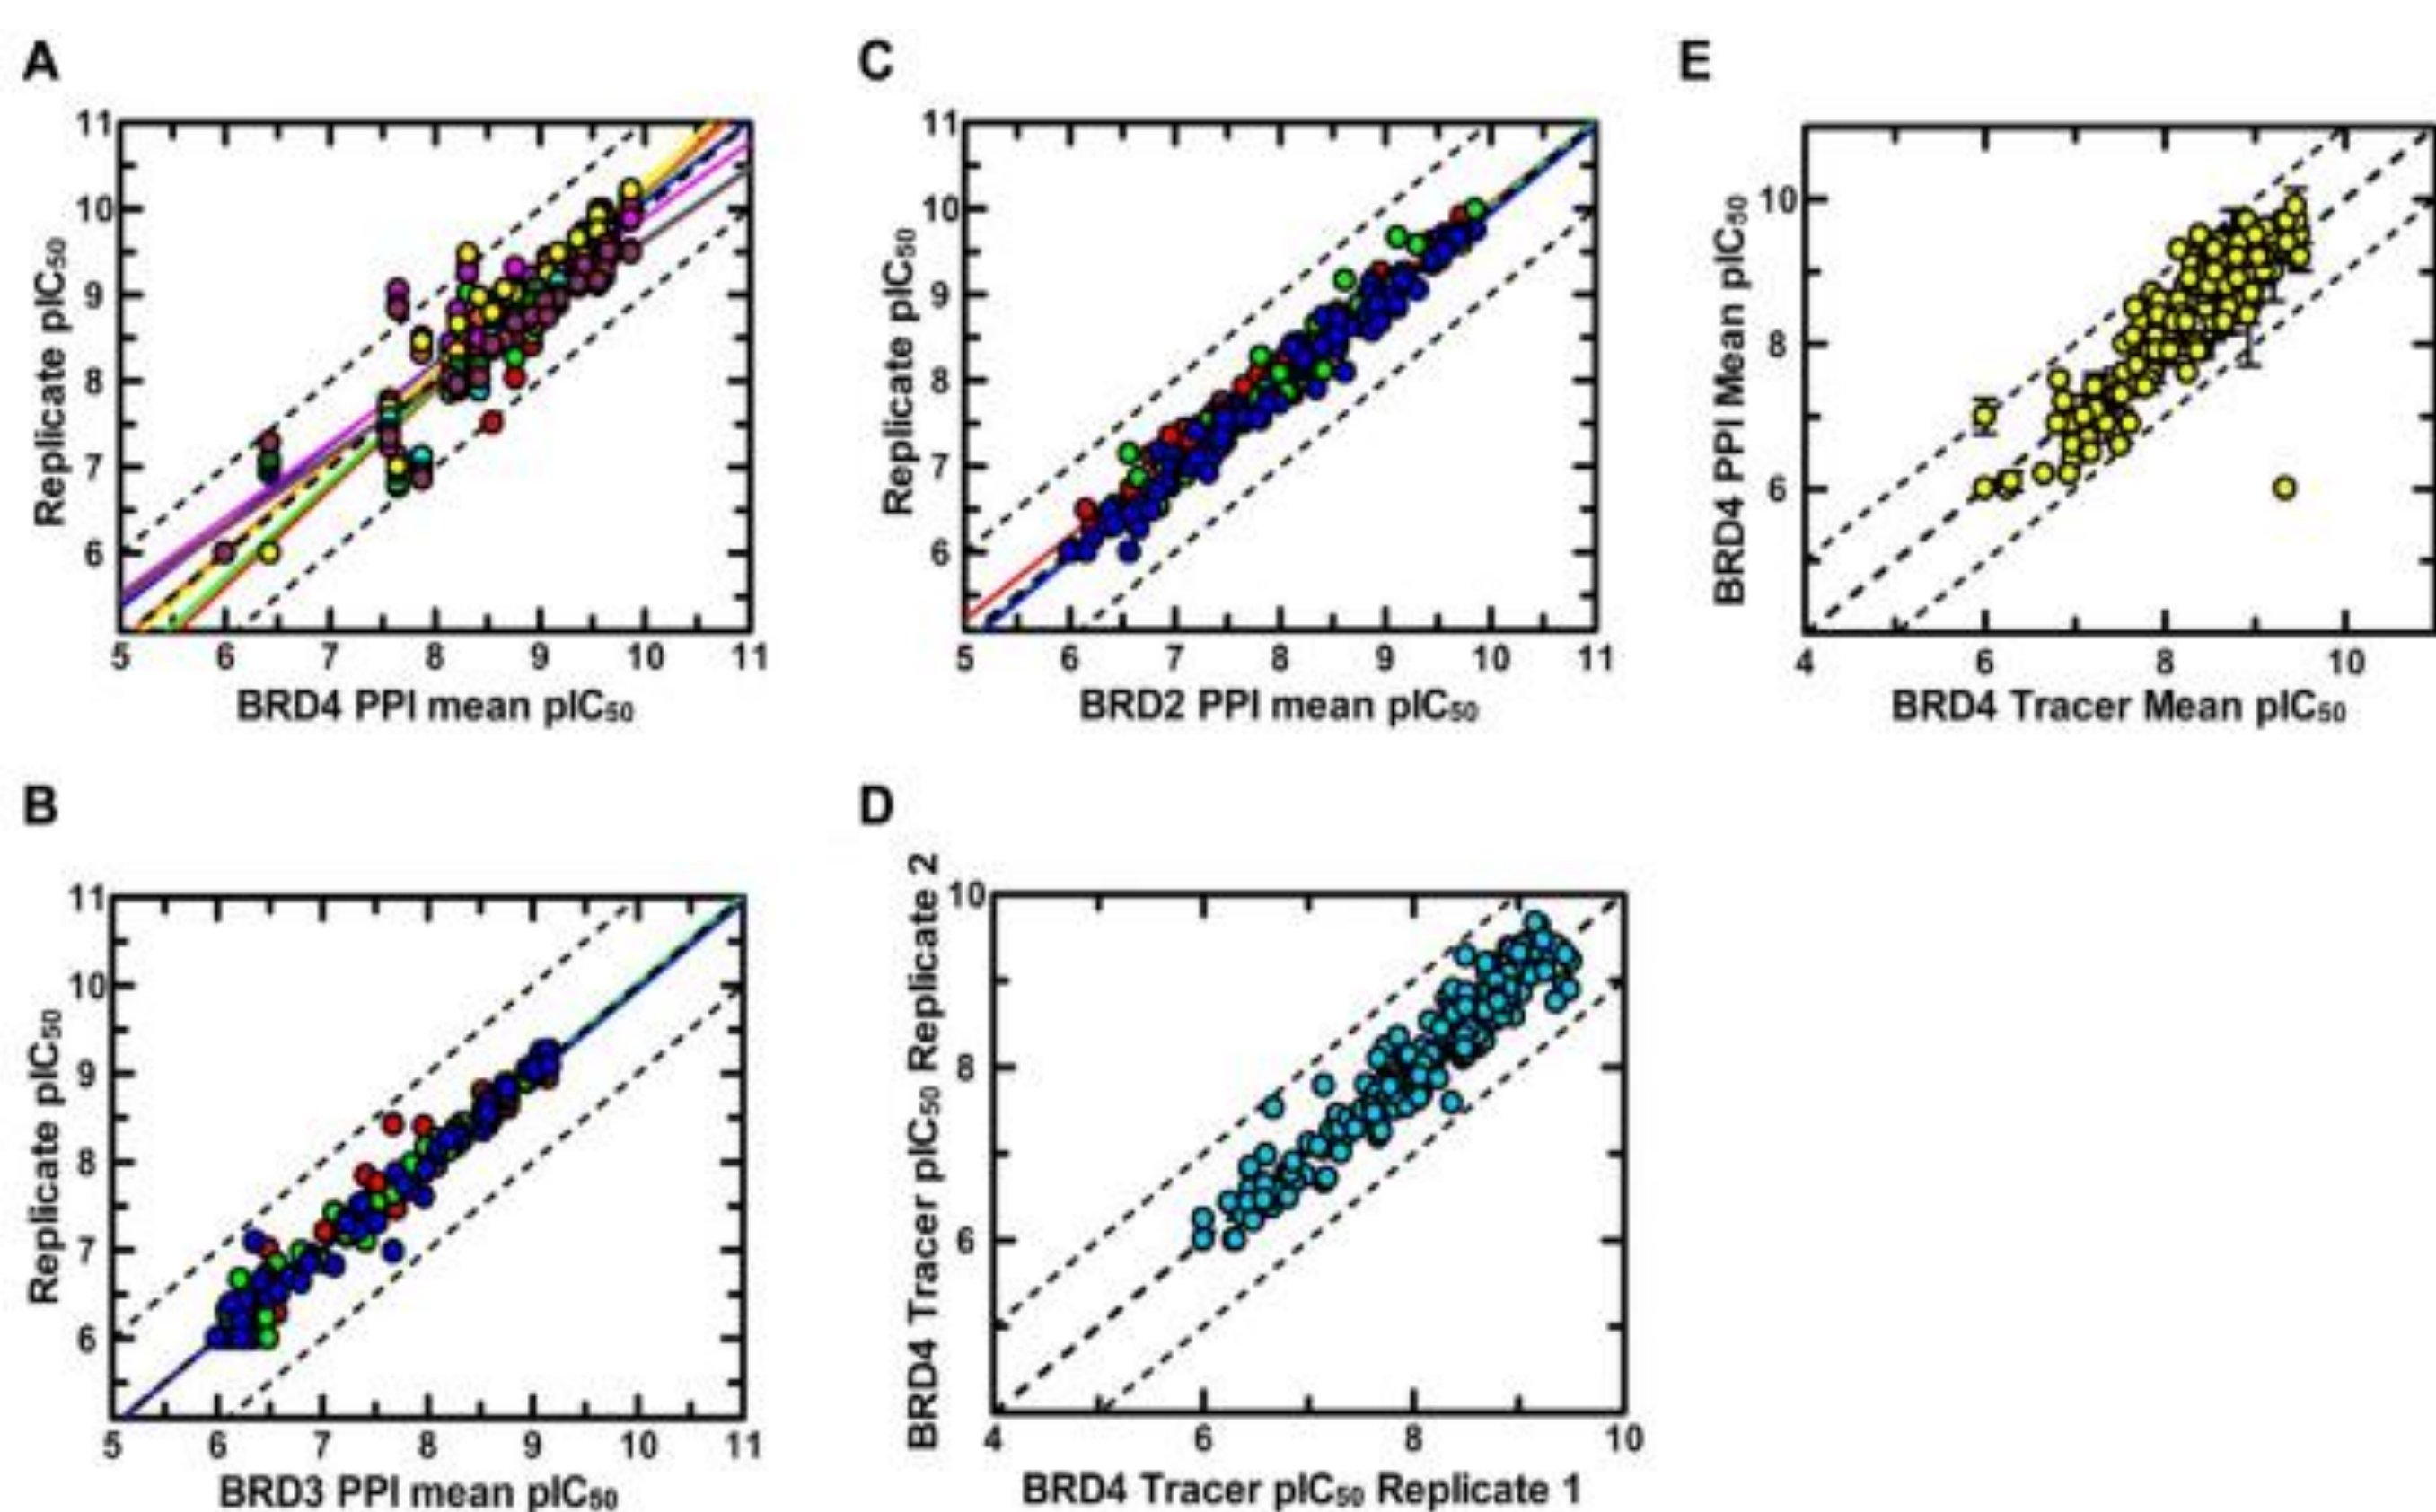 A
Replicate pIC₅₀
11
10
9
8
7
6
5 6 7 8 9 10 11
BRD4 PPI mean pIC₅₀
C
Replicate pIC₅₀
11
10
9
8
7
6
5 6 7 8 9 10 11
BRD2 PPI mean pIC₅₀
E
BRD4 PPI Mean pIC₅₀
10
8
6
4 6 8 10
BRD4 Tracer Mean pIC₅₀
B
Replicate pIC₅₀
11
10
9
8
7
6
5 6 7 8 9 10 11
BRD3 PPI mean pIC₅₀
D
BRD4 Tracer pIC₅₀ Replicate 2
10
8
6
4 6 8 10
BRD4 Tracer pIC₅₀ Replicate 1